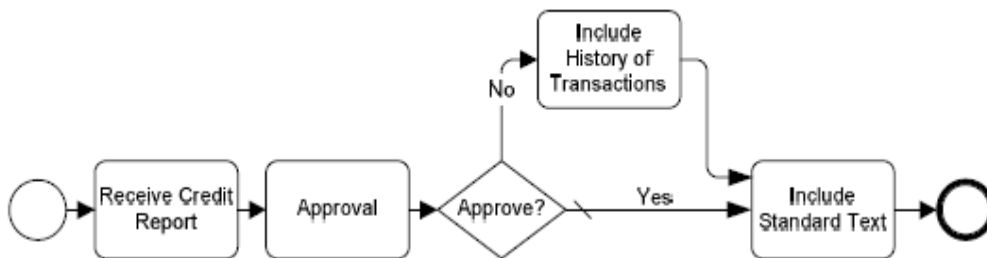 Include
History of
Transactions
No
Receive Credit
Report
Approval
Approve?
Yes
Include
Standard Text